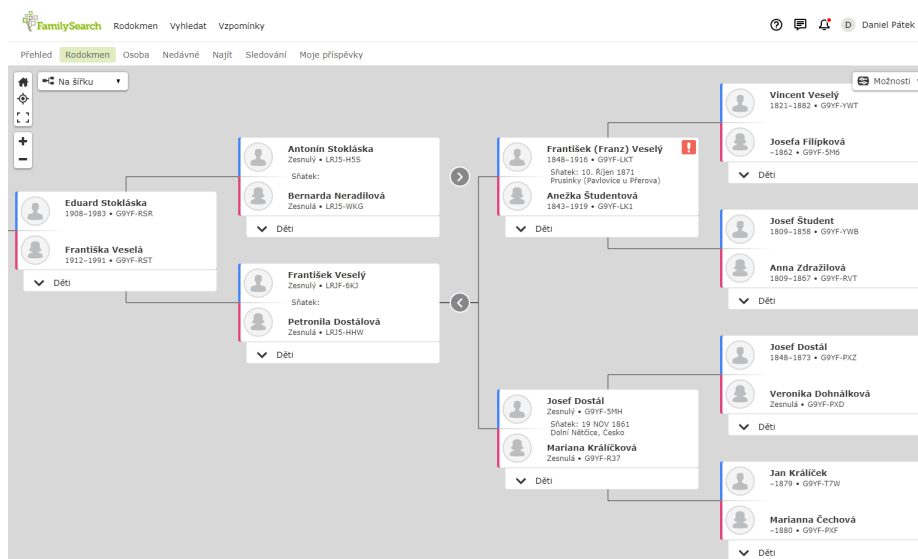 FamilySearch
Rodokmen
Vyhledat
Vzpomínky
D
Daniel Pátek
Přehled
Rodokmen
Osoba
Nedávné
Najít
Sledování
Moje příspěvky
Na šířku
Možnosti
Eduard Stokláska
1908–1983 • G9YF-RSR
Františka Veselá
1912–1991 • G9YF-RST
Děti
Antonín Stokláska
Zesnulý • LRJ5-H5S
Sňatek:
Bernarda Neradilová
Zesnulá • LRJ5-WKG
Děti
František Veselý
Zesnulý • LRJF-6KJ
Sňatek:
Petronila Dostálová
Zesnulá • LRJ5-HHW
Děti
František (Franz) Veselý
1848–1916 • G9YF-LKT
Sňatek: 10. Říjen 1871
Prusinky (Pavlovice u Přerova)
Anežka Študentová
1843–1919 • G9YF-LK1
Děti
Josef Dostál
Zesnulý • G9YF-5MH
Sňatek: 19 NOV 1861
Dolní Nětčice, Česko
Mariana Králíčková
Zesnulá • G9YF-R37
Děti
Vincent Veselý
1821–1882 • G9YF-YWT
Josefa Filípková
–1862 • G9YF-5M6
Děti
Josef Študent
1809–1858 • G9YF-YWB
Anna Zdražilová
1809–1867 • G9YF-RVT
Děti
Josef Dostál
1848–1873 • G9YF-PXZ
Veronika Dohnálková
Zesnulá • G9YF-PXD
Děti
Jan Králíček
–1879 • G9YF-T7W
Marianna Čechová
–1880 • G9YF-PXF
Děti